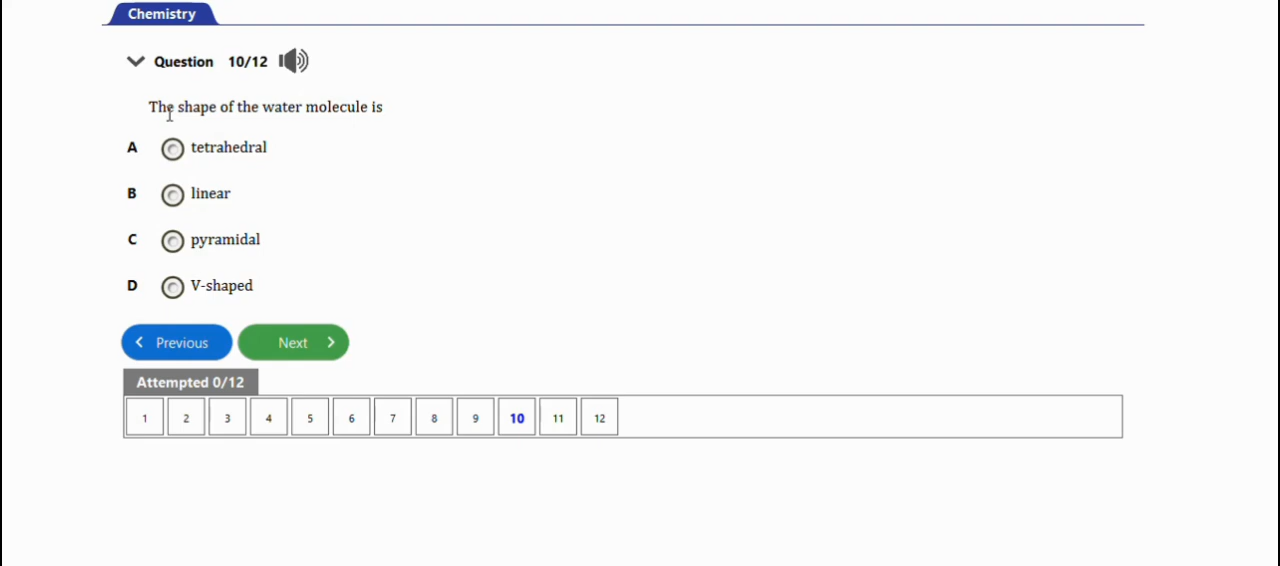 Chemistry
Question 10/12
The shape of the water molecule is
A tetrahedral
B linear
C pyramidal
D V-shaped
Previous Next
Attempted 0/12
1 2 3 4 5 6 7 8 9 10 11 12